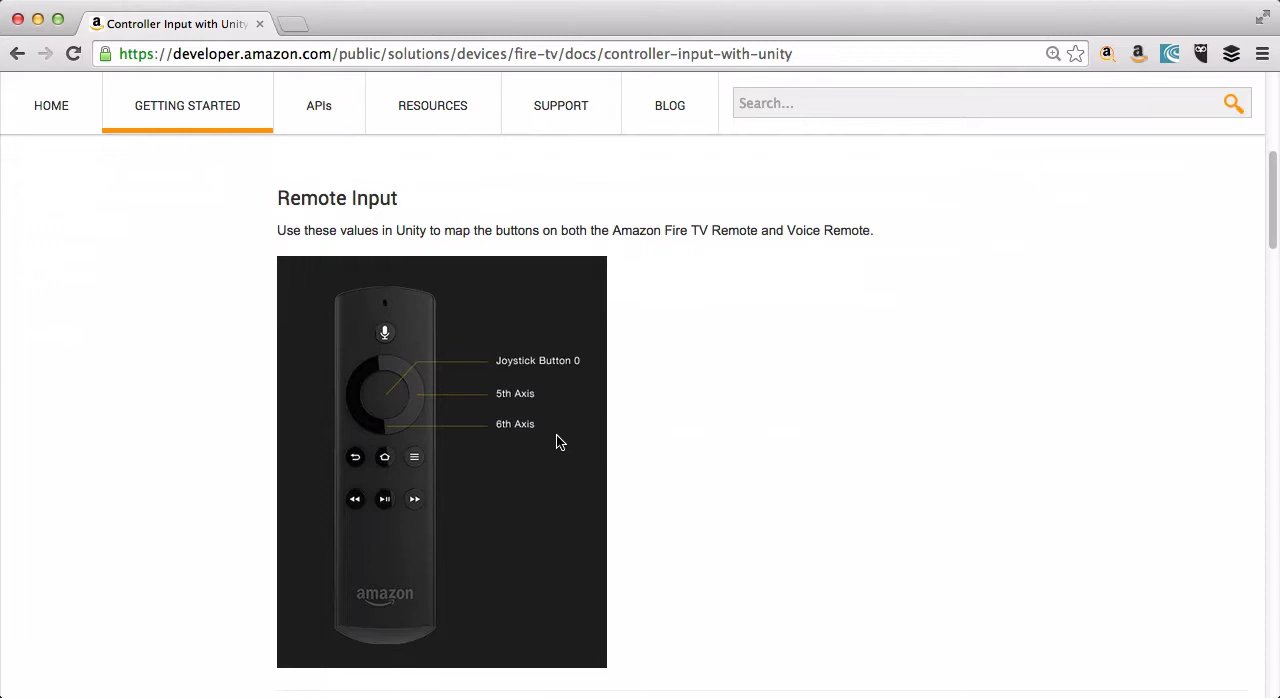 Controller Input with Unity
https://developer.amazon.com/public/solutions/devices/fire-tv/docs/controller-input-with-unity
HOME
GETTING STARTED
APIs
RESOURCES
SUPPORT
BLOG
Search...
Remote Input
Use these values in Unity to map the buttons on both the Amazon Fire TV Remote and Voice Remote.
Joystick Button 0
5th Axis
6th Axis
amazon